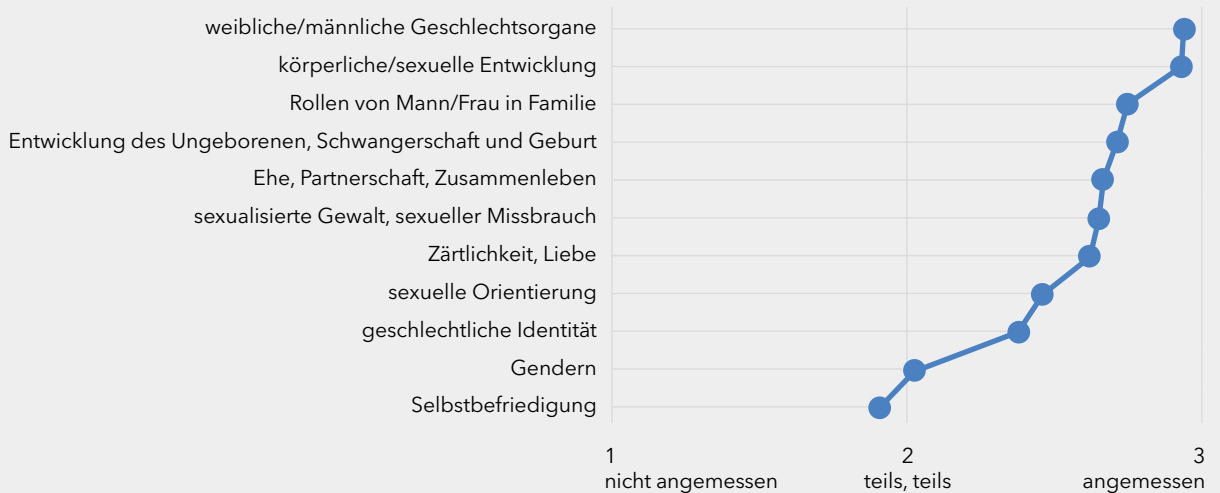 weibliche/männliche Geschlechtsorgane
körperliche/sexuelle Entwicklung
Rollen von Mann/Frau in Familie
Entwicklung des Ungeborenen, Schwangerschaft und Geburt
Ehe, Partnerschaft, Zusammenleben
sexualisierte Gewalt, sexueller Missbrauch
Zärtlichkeit, Liebe
sexuelle Orientierung
geschlechtliche Identität
Gendern
Selbstbefriedigung
1 2 3
nicht angemessen teils, teils angemessen